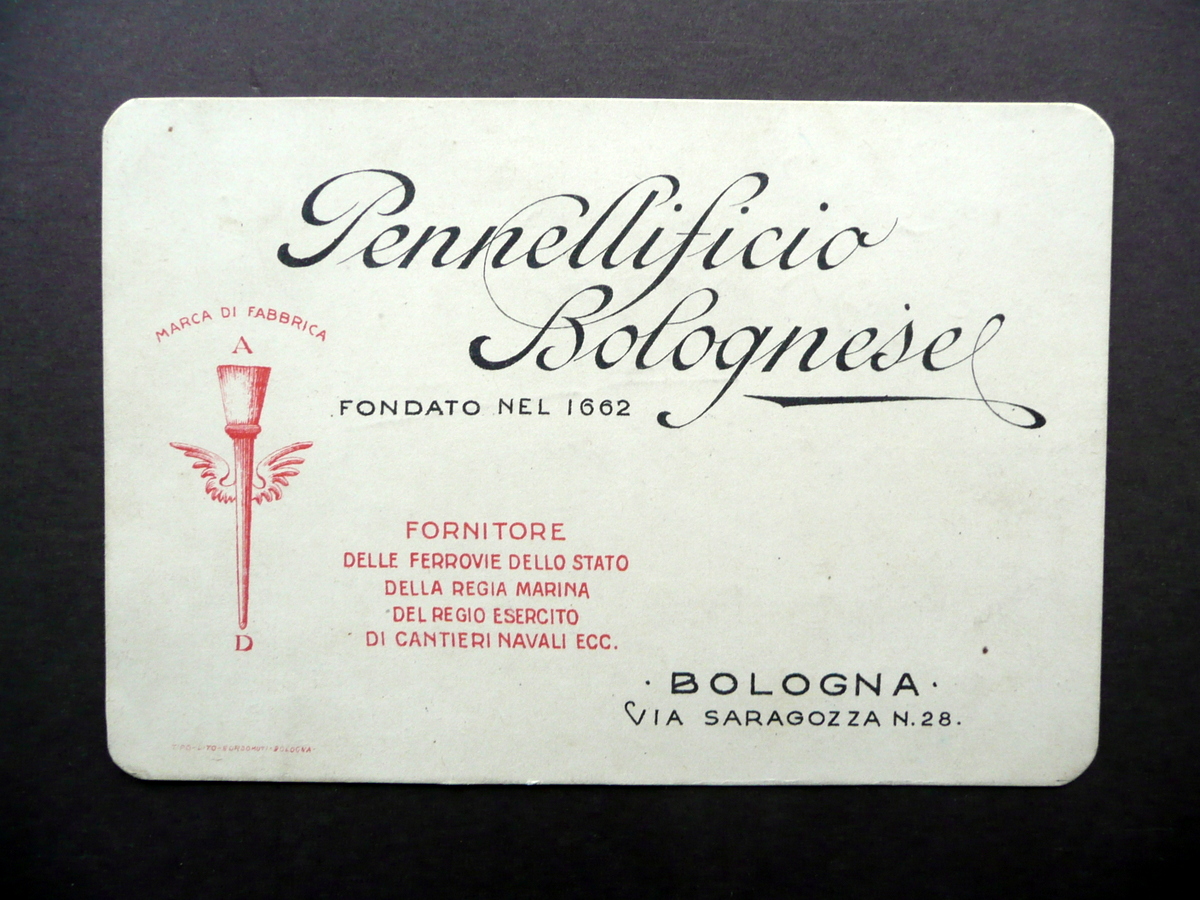 Pennellificio
Bolognese
FONDATO NEL 1662
MARCA DI FABBRICA
A
D
FORNITORE
DELLE FERROVIE DELLO STATO
DELLA REGIA MARINA
DEL REGIO ESERCITO
DI CANTIERI NAVALI ECC.
· BOLOGNA ·
VIA SARAGOZZA N. 28.
BOLOGNA